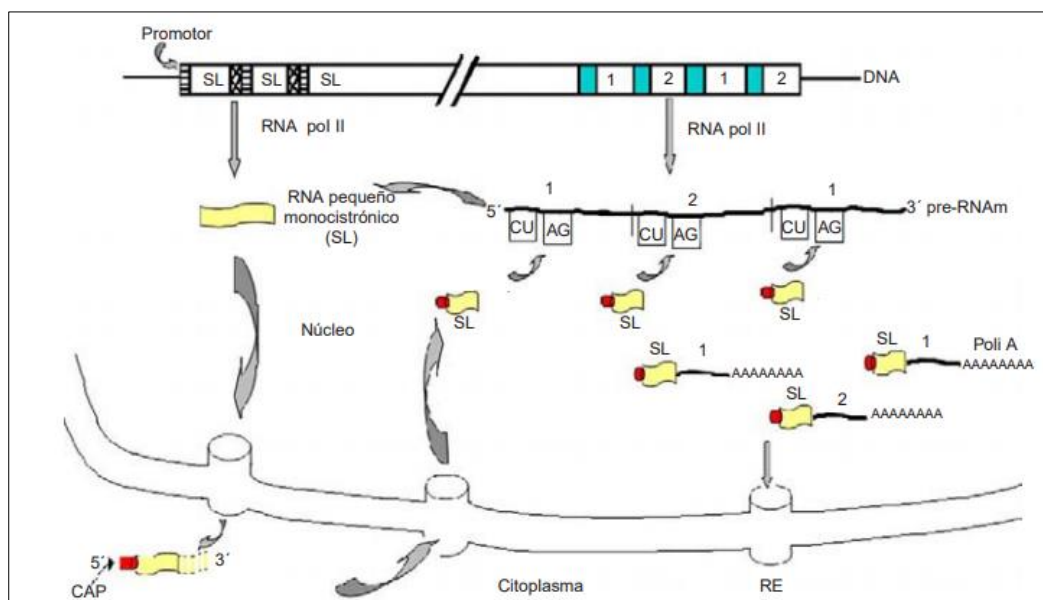 Promotor
SL SL SL 1 2 1 2 DNA
RNA pol II
RNA pol II
RNA pequeño
monocistrónico
(SL)
1 2 1
5´ 3´ pre-RNAm
CU AG CU AG CU AG
SL SL SL
Núcleo
SL 1 AAAAAAAA
SL 1 Poli A
AAAAAAAA
SL 2 AAAAAAAA
5´ 3´
CAP
Citoplasma
RE